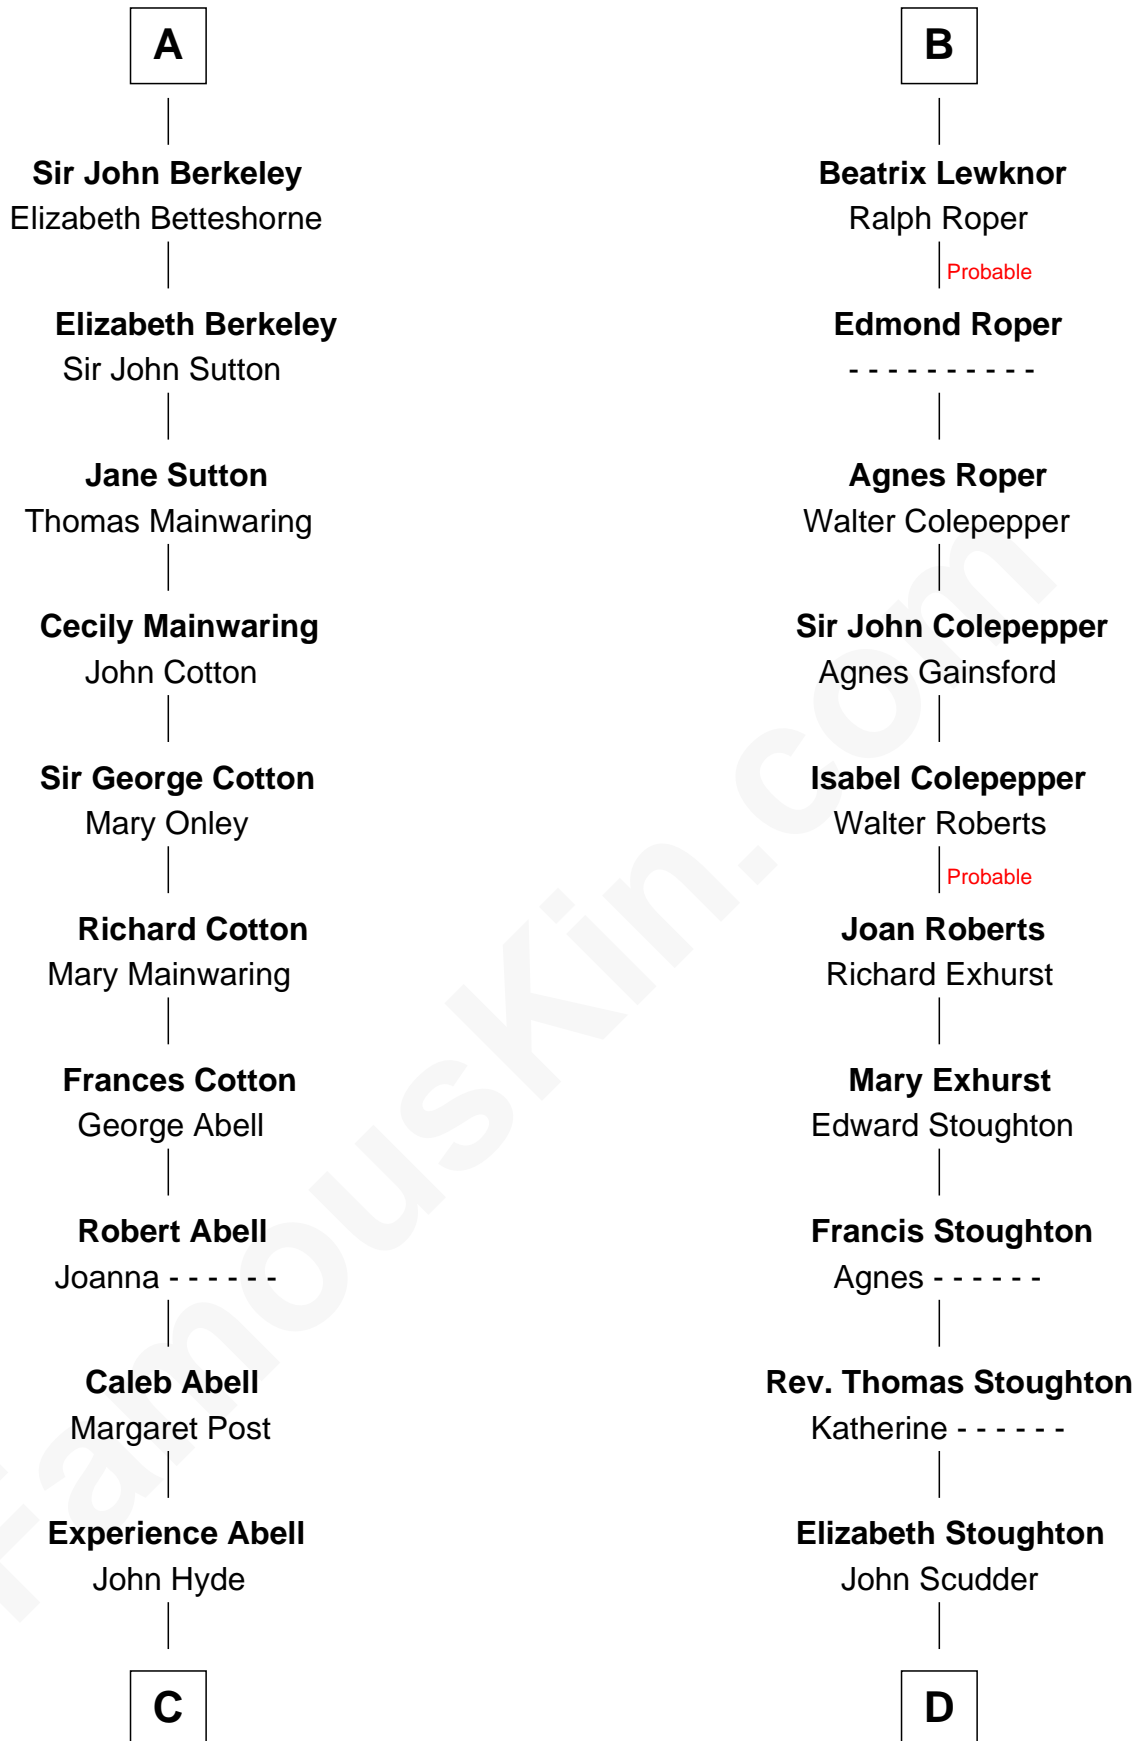 A
Sir John Berkeley
Elizabeth Betteshorne
Elizabeth Berkeley
Sir John Sutton
Jane Sutton
Thomas Mainwaring
Cecily Mainwaring
John Cotton
Sir George Cotton
Mary Onley
Richard Cotton
Mary Mainwaring
Frances Cotton
George Abell
Robert Abell
Joanna - - - - - -
Caleb Abell
Margaret Post
Experience Abell
John Hyde
C
B
Beatrix Lewknor
Ralph Roper
Probable
Edmond Roper
- - - - - - - - - -
Agnes Roper
Walter Colepepper
Sir John Colepepper
Agnes Gainsford
Isabel Colepepper
Walter Roberts
Probable
Joan Roberts
Richard Exhurst
Mary Exhurst
Edward Stoughton
Francis Stoughton
Agnes - - - - - -
Rev. Thomas Stoughton
Katherine - - - - - -
Elizabeth Stoughton
John Scudder
D
FamousKin.com